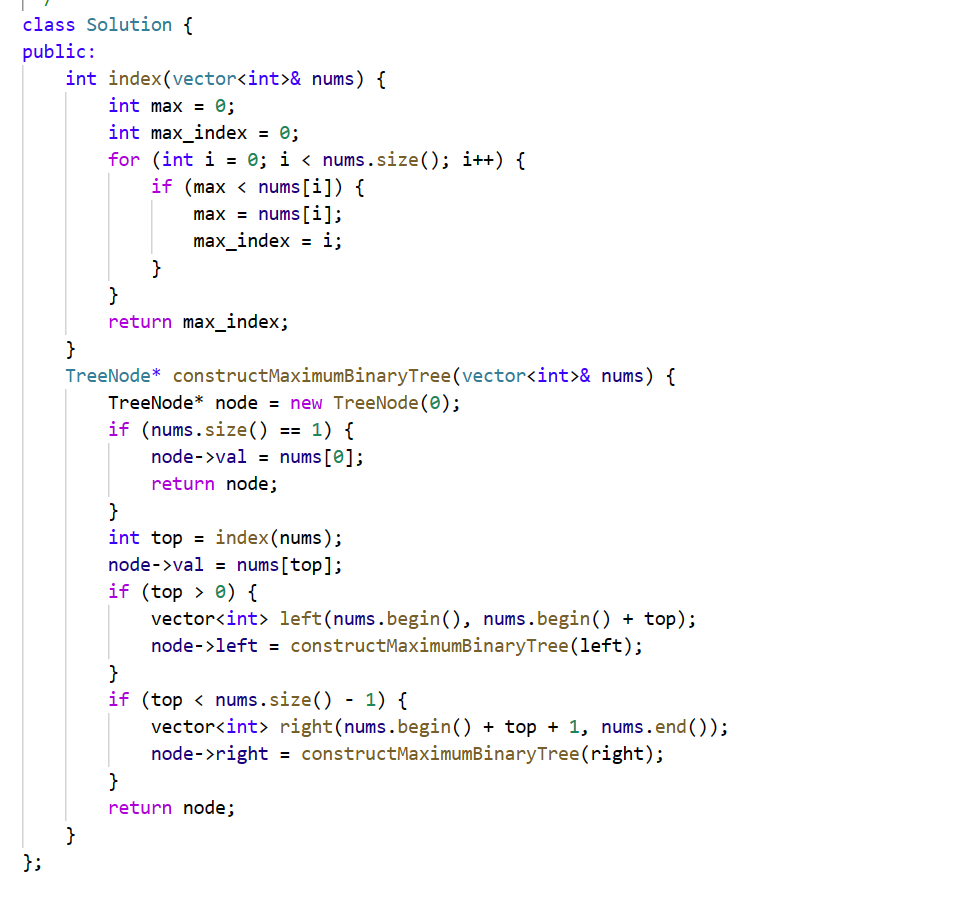 /
class Solution {
public:
    int index(vector<int>& nums) {
        int max = 0;
        int max_index = 0;
        for (int i = 0; i < nums.size(); i++) {
            if (max < nums[i]) {
                max = nums[i];
                max_index = i;
            }
        }
        return max_index;
    }
    TreeNode* constructMaximumBinaryTree(vector<int>& nums) {
        TreeNode* node = new TreeNode(0);
        if (nums.size() == 1) {
            node->val = nums[0];
            return node;
        }
        int top = index(nums);
        node->val = nums[top];
        if (top > 0) {
            vector<int> left(nums.begin(), nums.begin() + top);
            node->left = constructMaximumBinaryTree(left);
        }
        if (top < nums.size() - 1) {
            vector<int> right(nums.begin() + top + 1, nums.end());
            node->right = constructMaximumBinaryTree(right);
        }
        return node;
    }
};